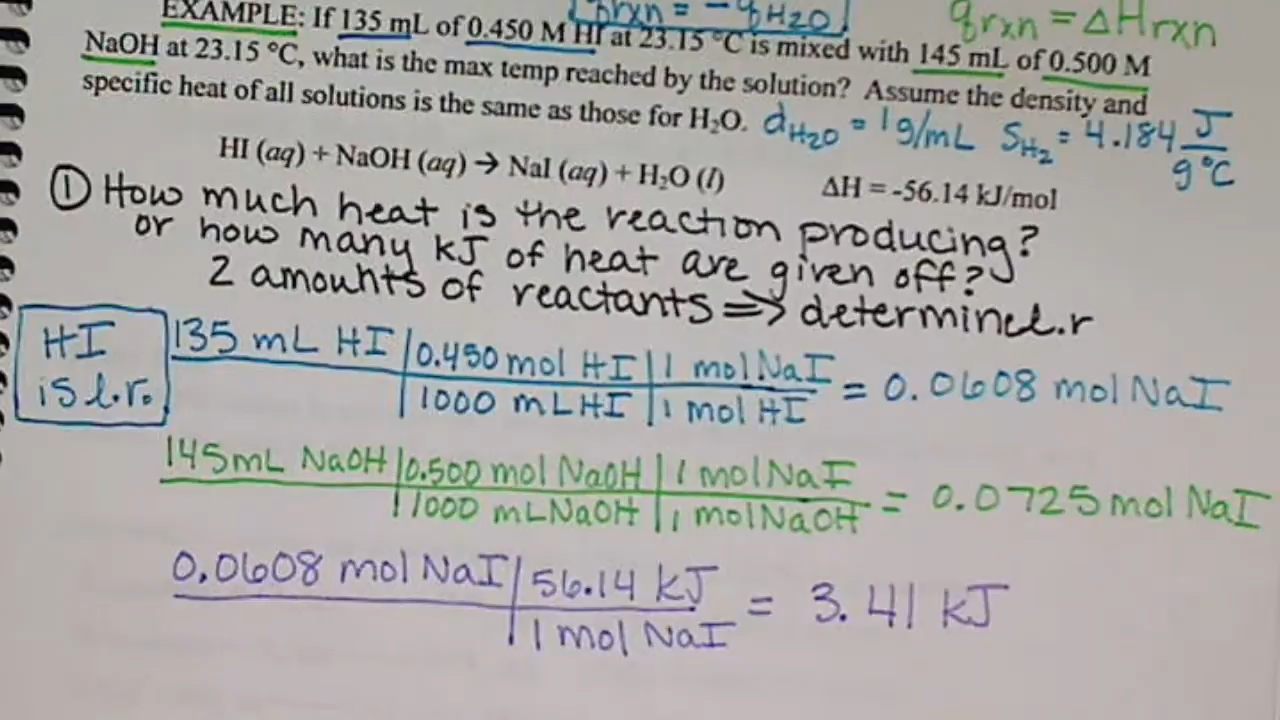 qrxn = -qH2O
qrxn = ΔHrxn
EXAMPLE: If 135 mL of 0.450 M HI at 23.15 °C is mixed with 145 mL of 0.500 M
NaOH at 23.15 °C, what is the max temp reached by the solution? Assume the density and
specific heat of all solutions is the same as those for H₂O.
dH2O = 1g/mL SH2 = 4.184 J/g°C
HI (aq) + NaOH (aq) → NaI (aq) + H₂O (l) ΔH = -56.14 kJ/mol
① How much heat is the reaction producing?
or how many kJ of heat are given off?
2 amounts of reactants => determine l.r
HI
is l.r.
135 mL HI | 0.450 mol HI | 1 mol NaI = 0.0608 mol NaI
1000 mL HI | 1 mol HI
145mL NaOH | 0.500 mol NaOH | 1 mol NaI = 0.0725 mol NaI
1000 mL NaOH | 1 mol NaOH
0.0608 mol NaI | 56.14 kJ = 3.41 kJ
1 mol NaI